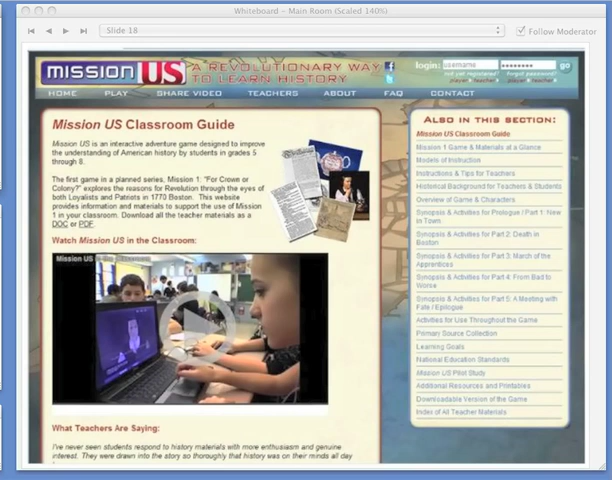 Whiteboard – Main Room (Scaled 140%)
Slide 18
Follow Moderator
mission US
A REVOLUTIONARY WAY
TO LEARN HISTORY
login: username
go
not yet registered? forgot password?
player • teacher player • teacher
HOME PLAY SHARE VIDEO TEACHERS ABOUT FAQ CONTACT
Mission US Classroom Guide
Mission US is an interactive adventure game designed to improve
the understanding of American history by students in grades 5
through 8.
The first game in a planned series, Mission 1: "For Crown or
Colony?" explores the reasons for Revolution through the eyes of
both Loyalists and Patriots in 1770 Boston. This website
provides information and materials to support the use of Mission
1 in your classroom. Download all the teacher materials as a
DOC or PDF.
Watch Mission US in the Classroom:
Mission US in the Classroom
What Teachers Are Saying:
I've never seen students respond to history materials with more enthusiasm and genuine
interest. They were drawn into the story so thoroughly that history was on their minds all day
ALSO IN THIS SECTION:
Mission US Classroom Guide
Mission 1 Game & Materials at a Glance
Models of Instruction
Instructions & Tips for Teachers
Historical Background for Teachers & Students
Overview of Game & Characters
Synopsis & Activities for Prologue / Part 1: New
in Town
Synopsis & Activities for Part 2: Death in
Boston
Synopsis & Activities for Part 3: March of the
Apprentices
Synopsis & Activities for Part 4: From Bad to
Worse
Synopsis & Activities for Part 5: A Meeting with
Fate / Epilogue
Activities for Use Throughout the Game
Primary Source Collection
Learning Goals
National Education Standards
Mission US Pilot Study
Additional Resources and Printables
Downloadable Version of the Game
Index of All Teacher Materials